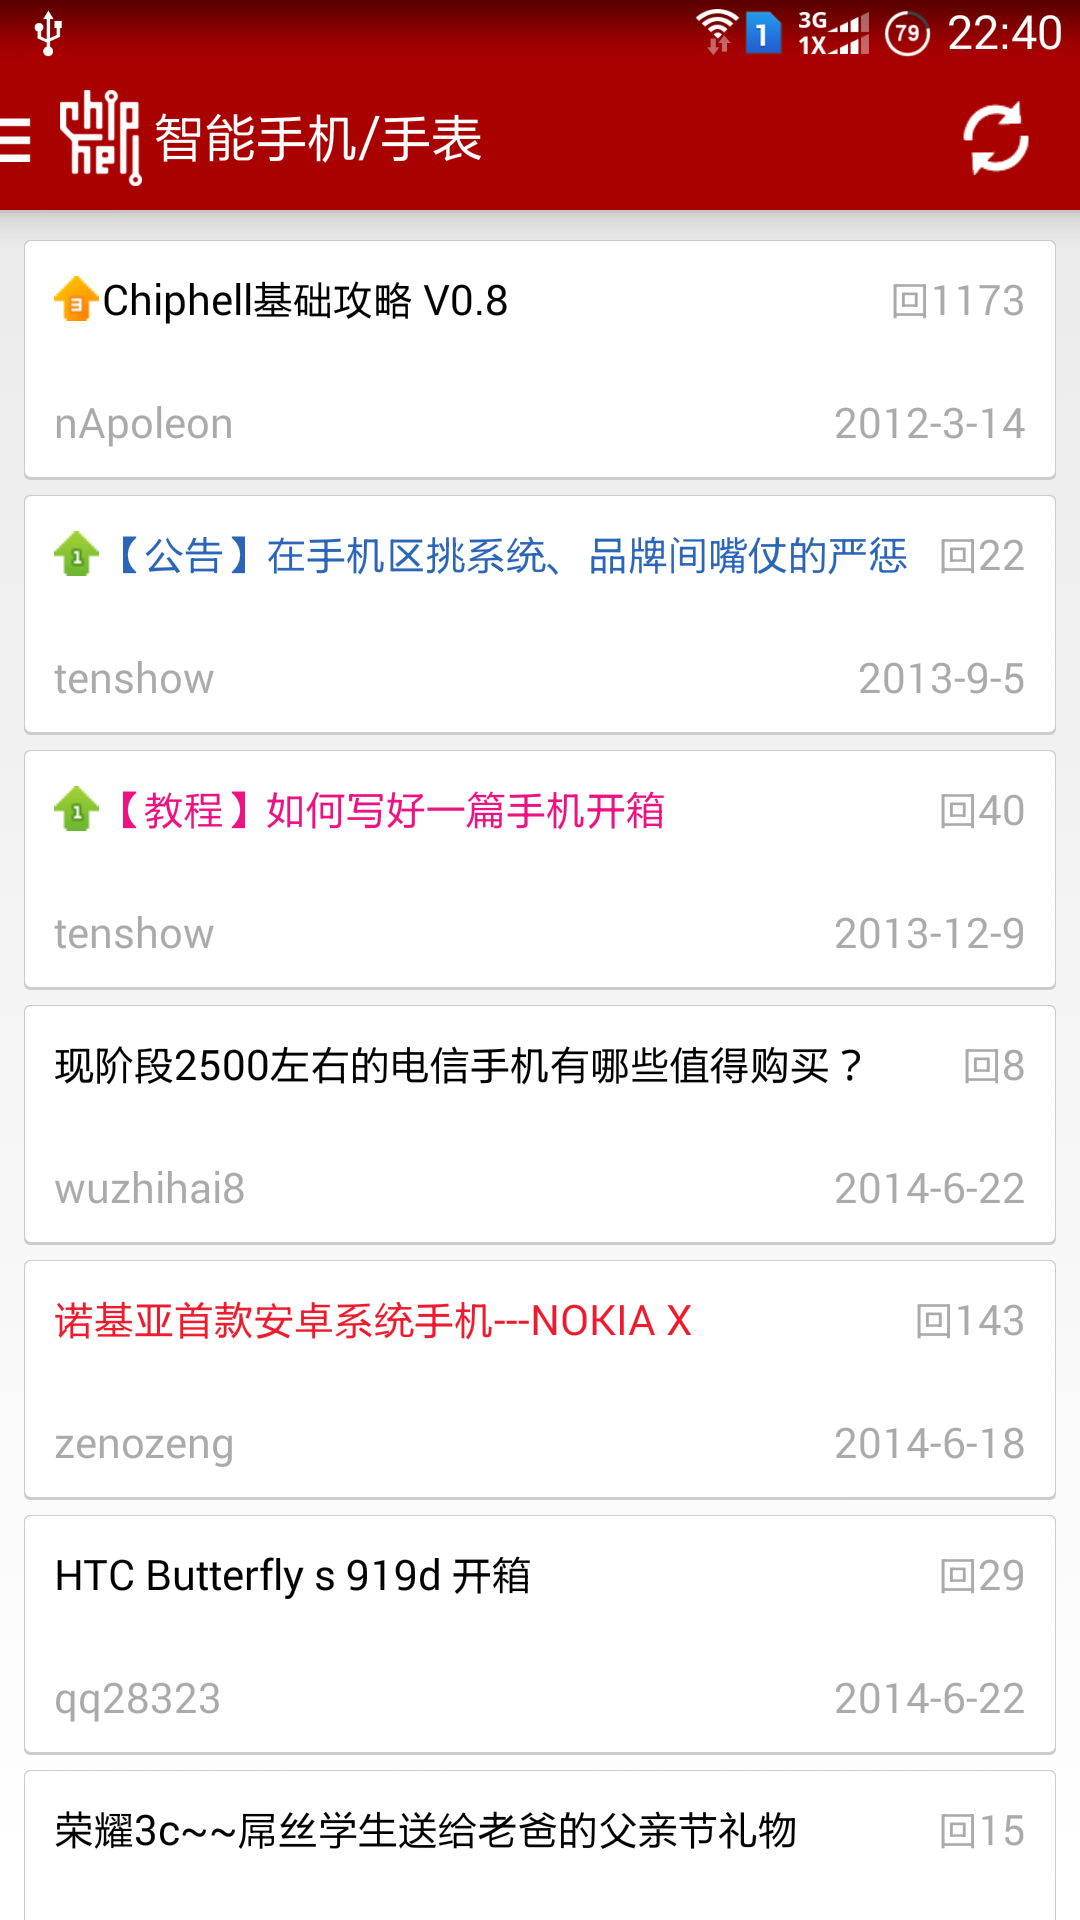 3G
1X
1
79
22:40
chip
hell
智能手机/手表
3
Chiphell基础攻略 V0.8
回1173
nApoleon
2012-3-14
1
【公告】在手机区挑系统、品牌间嘴仗的严惩
回22
tenshow
2013-9-5
1
【教程】如何写好一篇手机开箱
回40
tenshow
2013-12-9
现阶段2500左右的电信手机有哪些值得购买？
回8
wuzhihai8
2014-6-22
诺基亚首款安卓系统手机---NOKIA X
回143
zenozeng
2014-6-18
HTC Butterfly s 919d 开箱
回29
qq28323
2014-6-22
荣耀3c~~屌丝学生送给老爸的父亲节礼物
回15